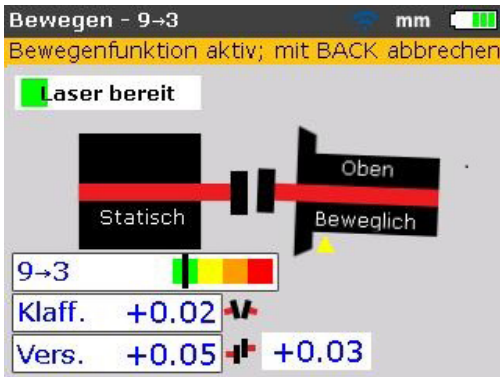 Bewegen - 9→3 mm
Bewegenfunktion aktiv; mit BACK abbrechen
Laser bereit
Oben
Statisch Beweglich
9→3
Klaff. +0.02
Vers. +0.05 +0.03